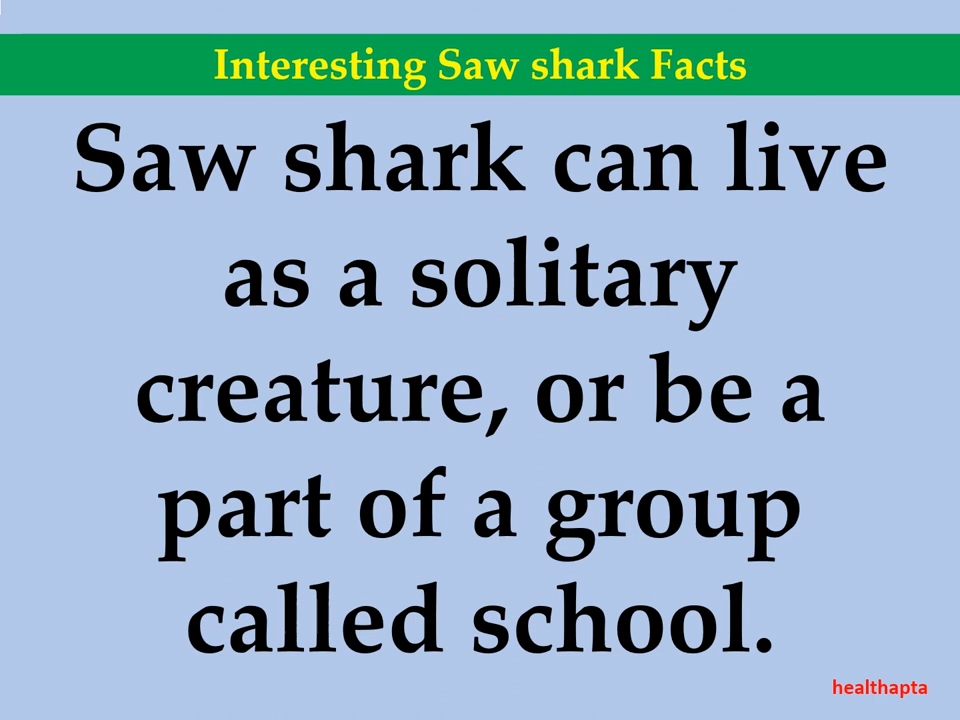 Interesting Saw shark Facts
Saw shark can live
as a solitary
creature, or be a
part of a group
called school.
healthapta